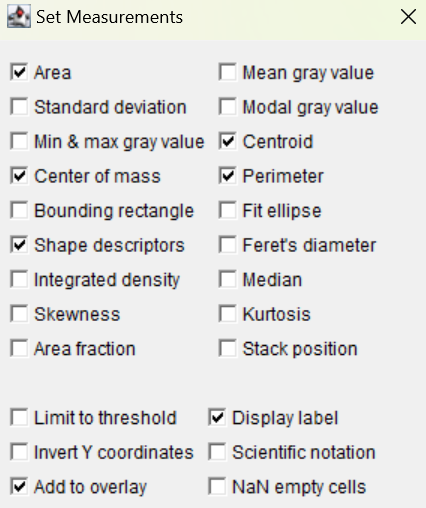 Set Measurements
Area Mean gray value
Standard deviation Modal gray value
Min & max gray value Centroid
Center of mass Perimeter
Bounding rectangle Fit ellipse
Shape descriptors Feret's diameter
Integrated density Median
Skewness Kurtosis
Area fraction Stack position
Limit to threshold Display label
Invert Y coordinates Scientific notation
Add to overlay NaN empty cells